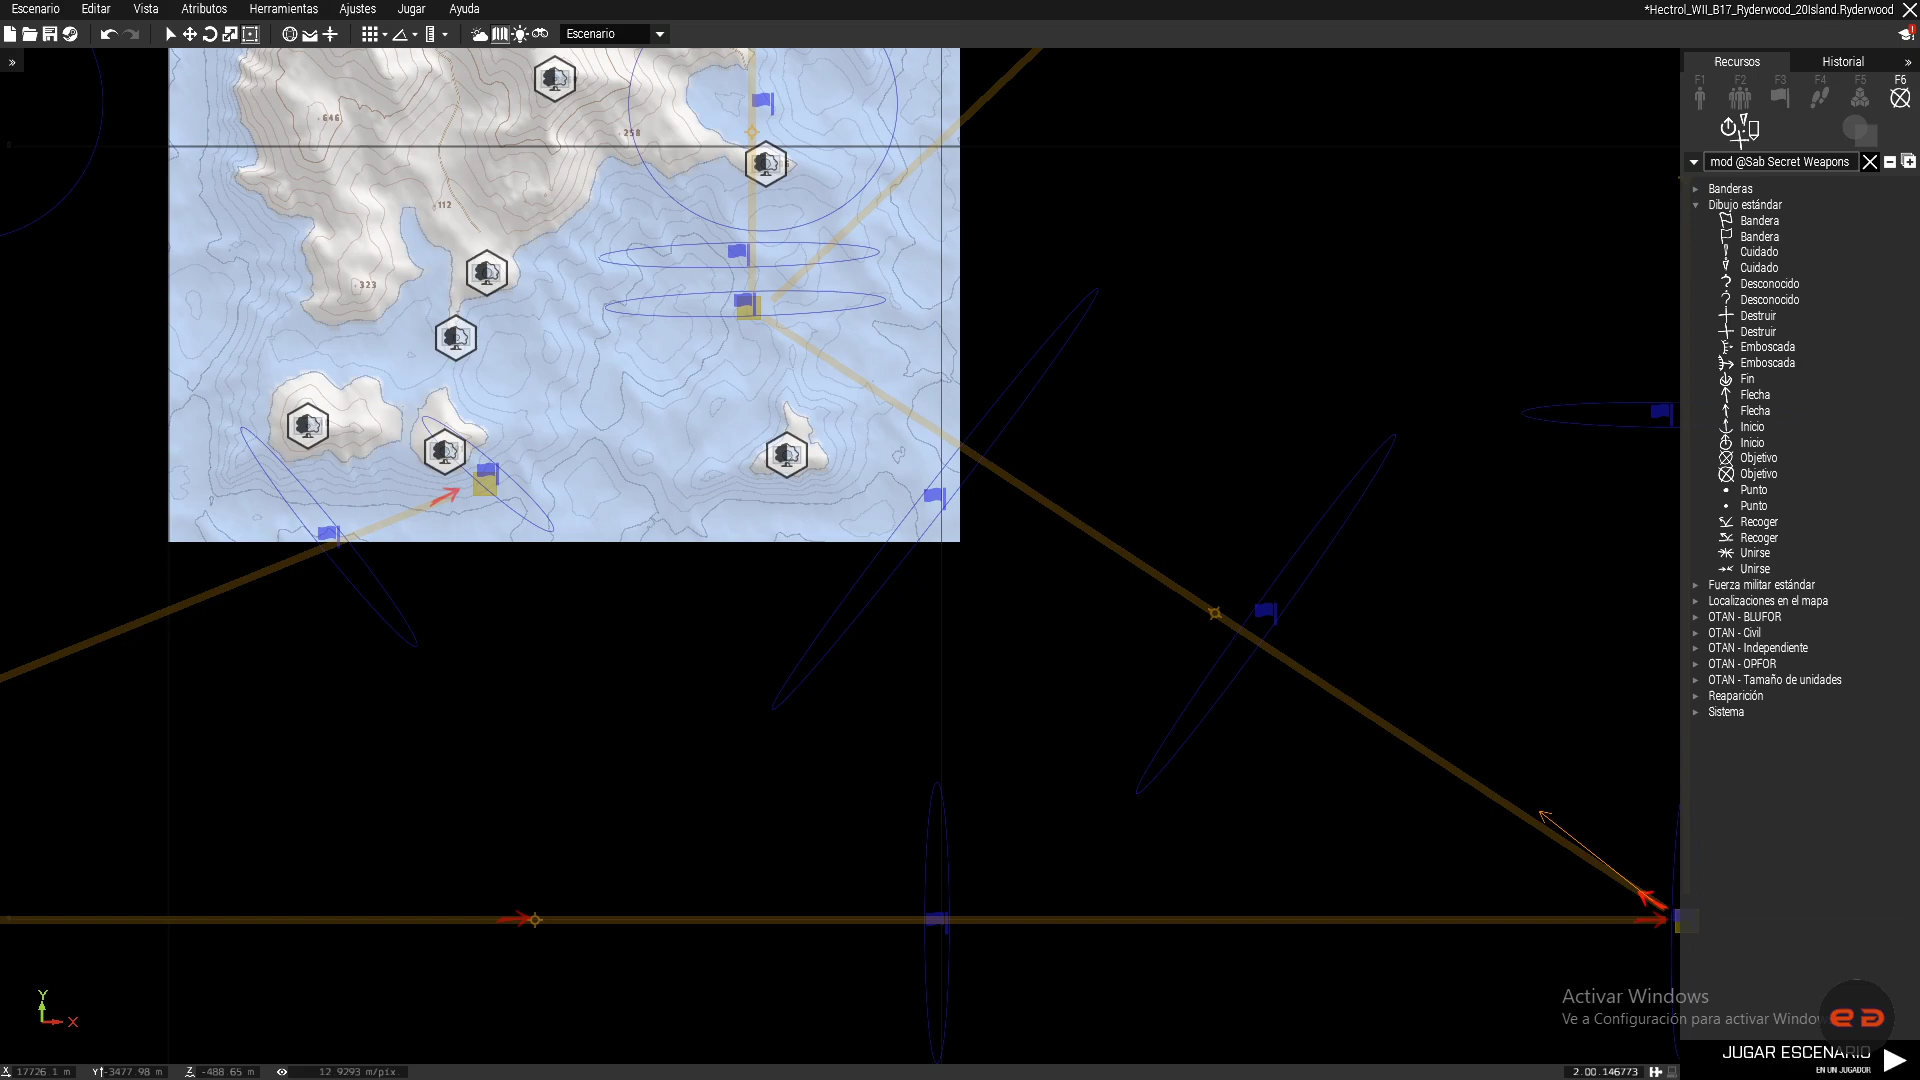 Escenario Editar Vista Atributos Herramientas Ajustes Jugar Ayuda
*Hectrol_WII_B17_Ryderwood_20Island.Ryderwood
Escenario
Recursos Historial
F1 F2 F3 F4 F5 F6
mod @Sab Secret Weapons
Banderas
Dibujo estándar
Bandera
Bandera
Cuidado
Cuidado
Desconocido
Desconocido
Destruir
Destruir
Emboscada
Emboscada
Fin
Flecha
Flecha
Inicio
Inicio
Objetivo
Objetivo
Punto
Punto
Recoger
Recoger
Unirse
Unirse
Fuerza militar estándar
Localizaciones en el mapa
OTAN - BLUFOR
OTAN - Civil
OTAN - Independiente
OTAN - OPFOR
OTAN - Tamaño de unidades
Reaparición
Sistema
646
258
112
323
Y
X
Activar Windows
Ve a Configuración para activar Window
JUGAR ESCENARIO
EN UN JUGADOR
X 17726.1 m Y -3477.98 m Z -488.65 m 12.9293 m/pix.
2.00.146773